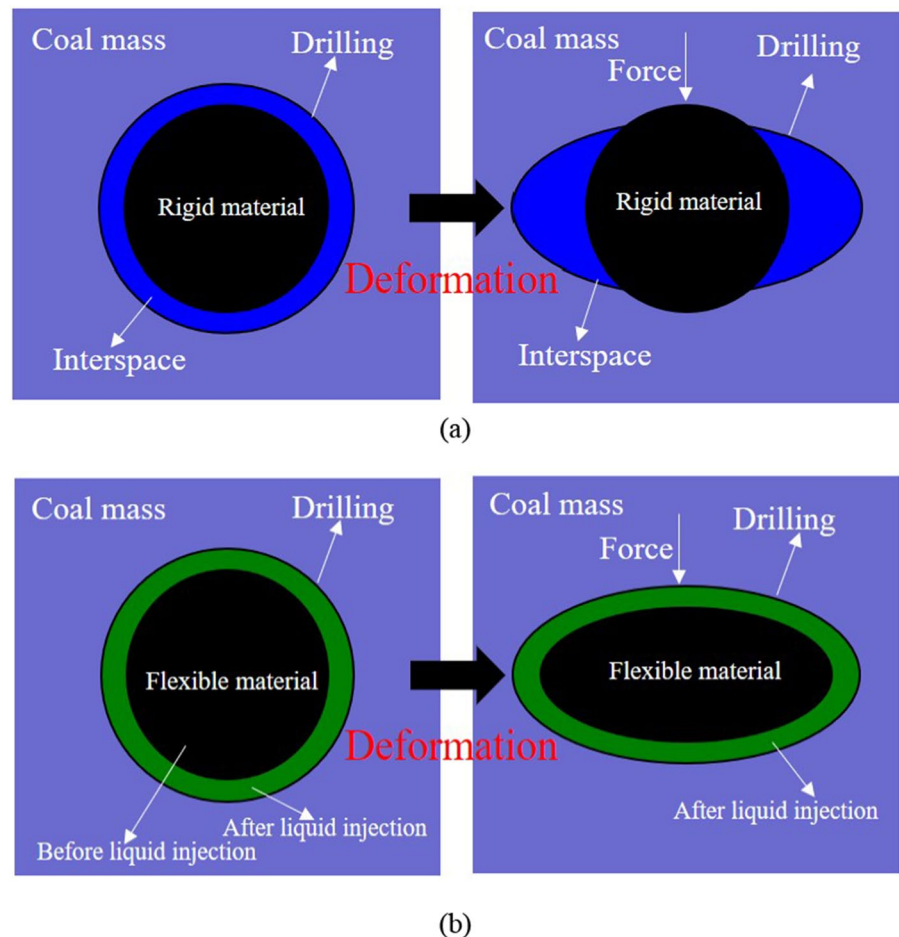 Coal mass
Drilling
Rigid material
Interspace
Deformation
Coal mass
Force
Drilling
Rigid material
Interspace
(a)
Coal mass
Drilling
Flexible material
After liquid injection
Before liquid injection
Deformation
Coal mass
Force
Drilling
Flexible material
After liquid injection
(b)